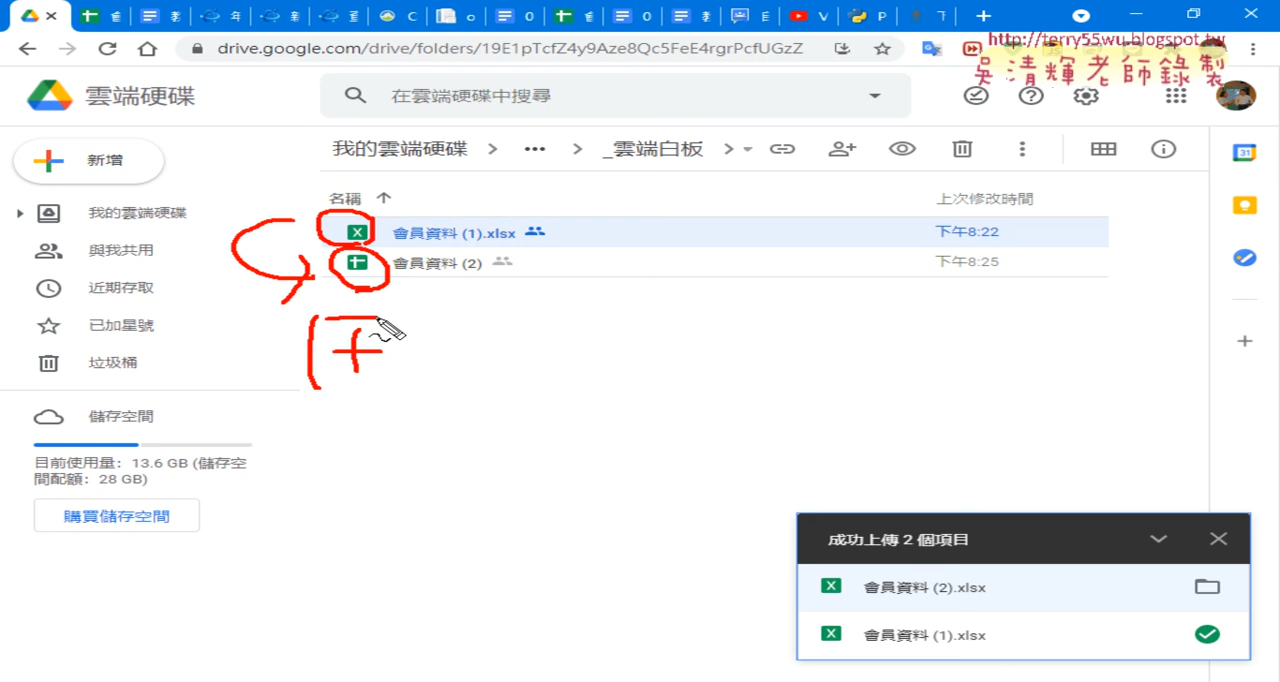 drive.google.com/drive/folders/19E1pTcfZ4y9Aze8Qc5FeE4rgrPcfUGzZ
http://terry55wu.blogspot.tw
吳清輝老師錄製
雲端硬碟
在雲端硬碟中搜尋
新增
我的雲端硬碟 > ••• > _雲端白板 >
31
名稱
上次修改時間
我的雲端硬碟
會員資料 (1).xlsx
下午8:22
與我共用
會員資料 (2)
下午8:25
近期存取
已加星號
垃圾桶
儲存空間
目前使用量: 13.6 GB (儲存空
間配額: 28 GB)
購買儲存空間
成功上傳 2 個項目
會員資料 (2).xlsx
會員資料 (1).xlsx